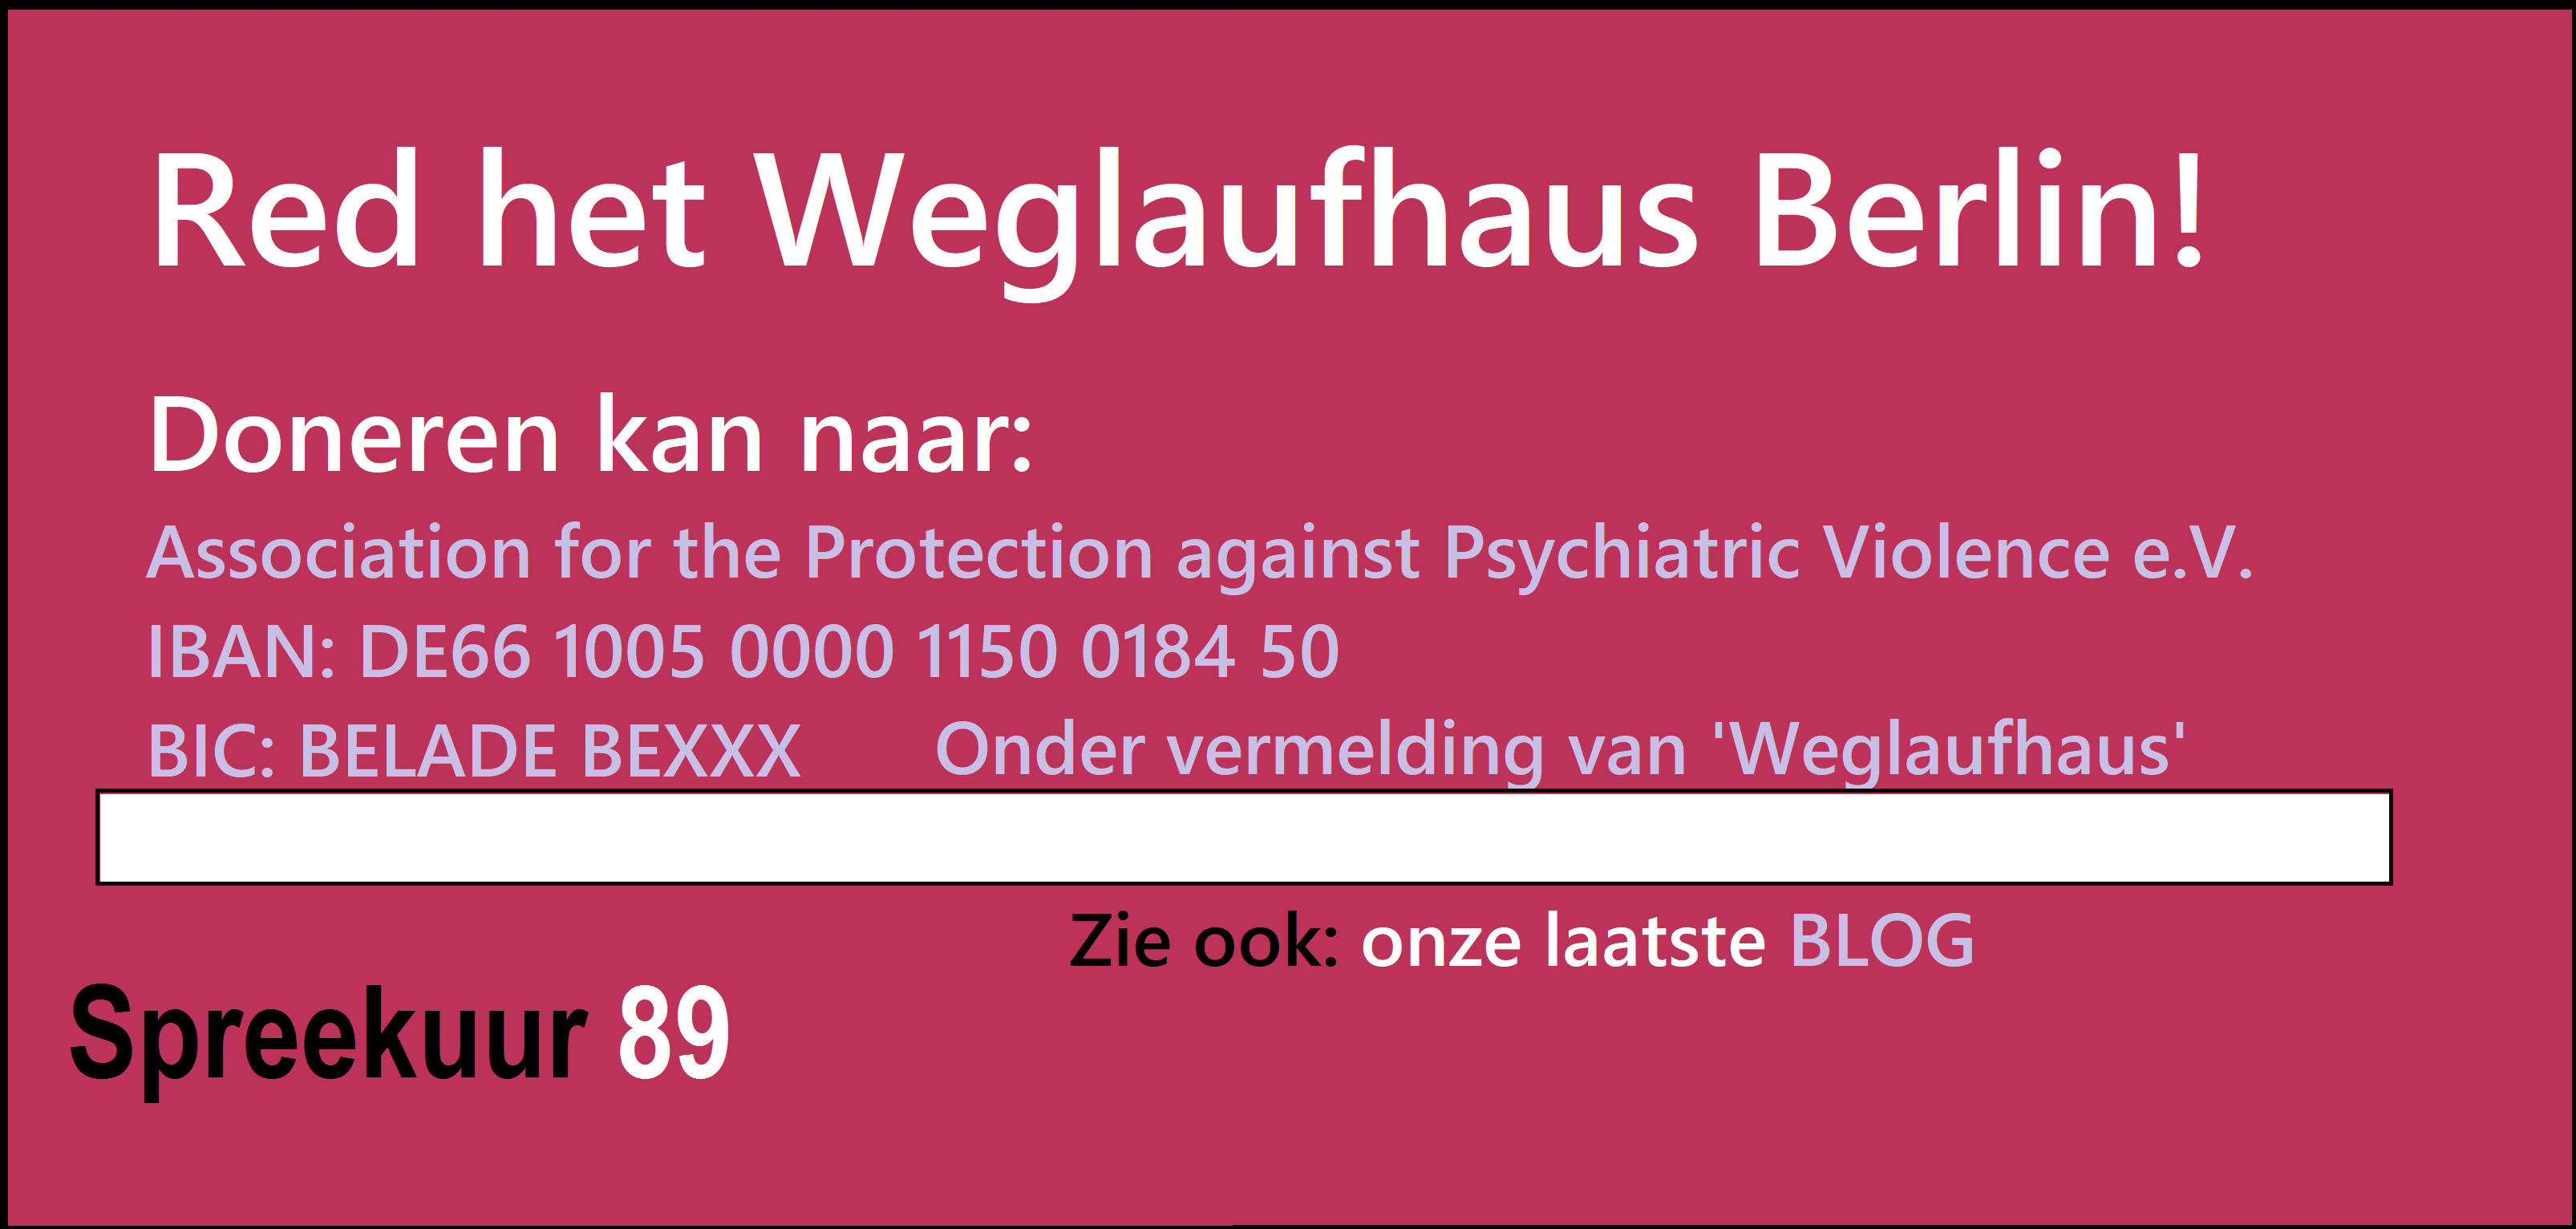 Red het Weglaufhaus Berlin!
Doneren kan naar:
Association for the Protection against Psychiatric Violence e.V.
IBAN: DE66 1005 0000 1150 0184 50
BIC: BELADE BEXXX Onder vermelding van 'Weglaufhaus'
Zie ook: onze laatste BLOG
Spreekuur 89